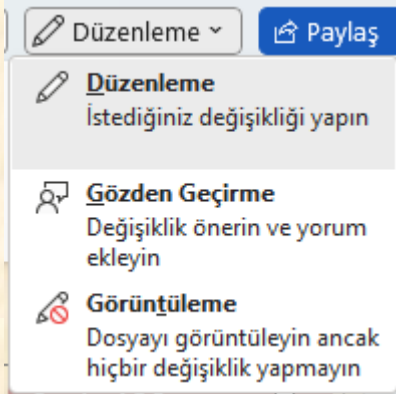 Düzenleme
Paylaş
Düzenleme
İstediğiniz değişikliği yapın
Gözden Geçirme
Değişiklik önerin ve yorum
ekleyin
Görüntüleme
Dosyayı görüntüleyin ancak
hiçbir değişiklik yapmayın